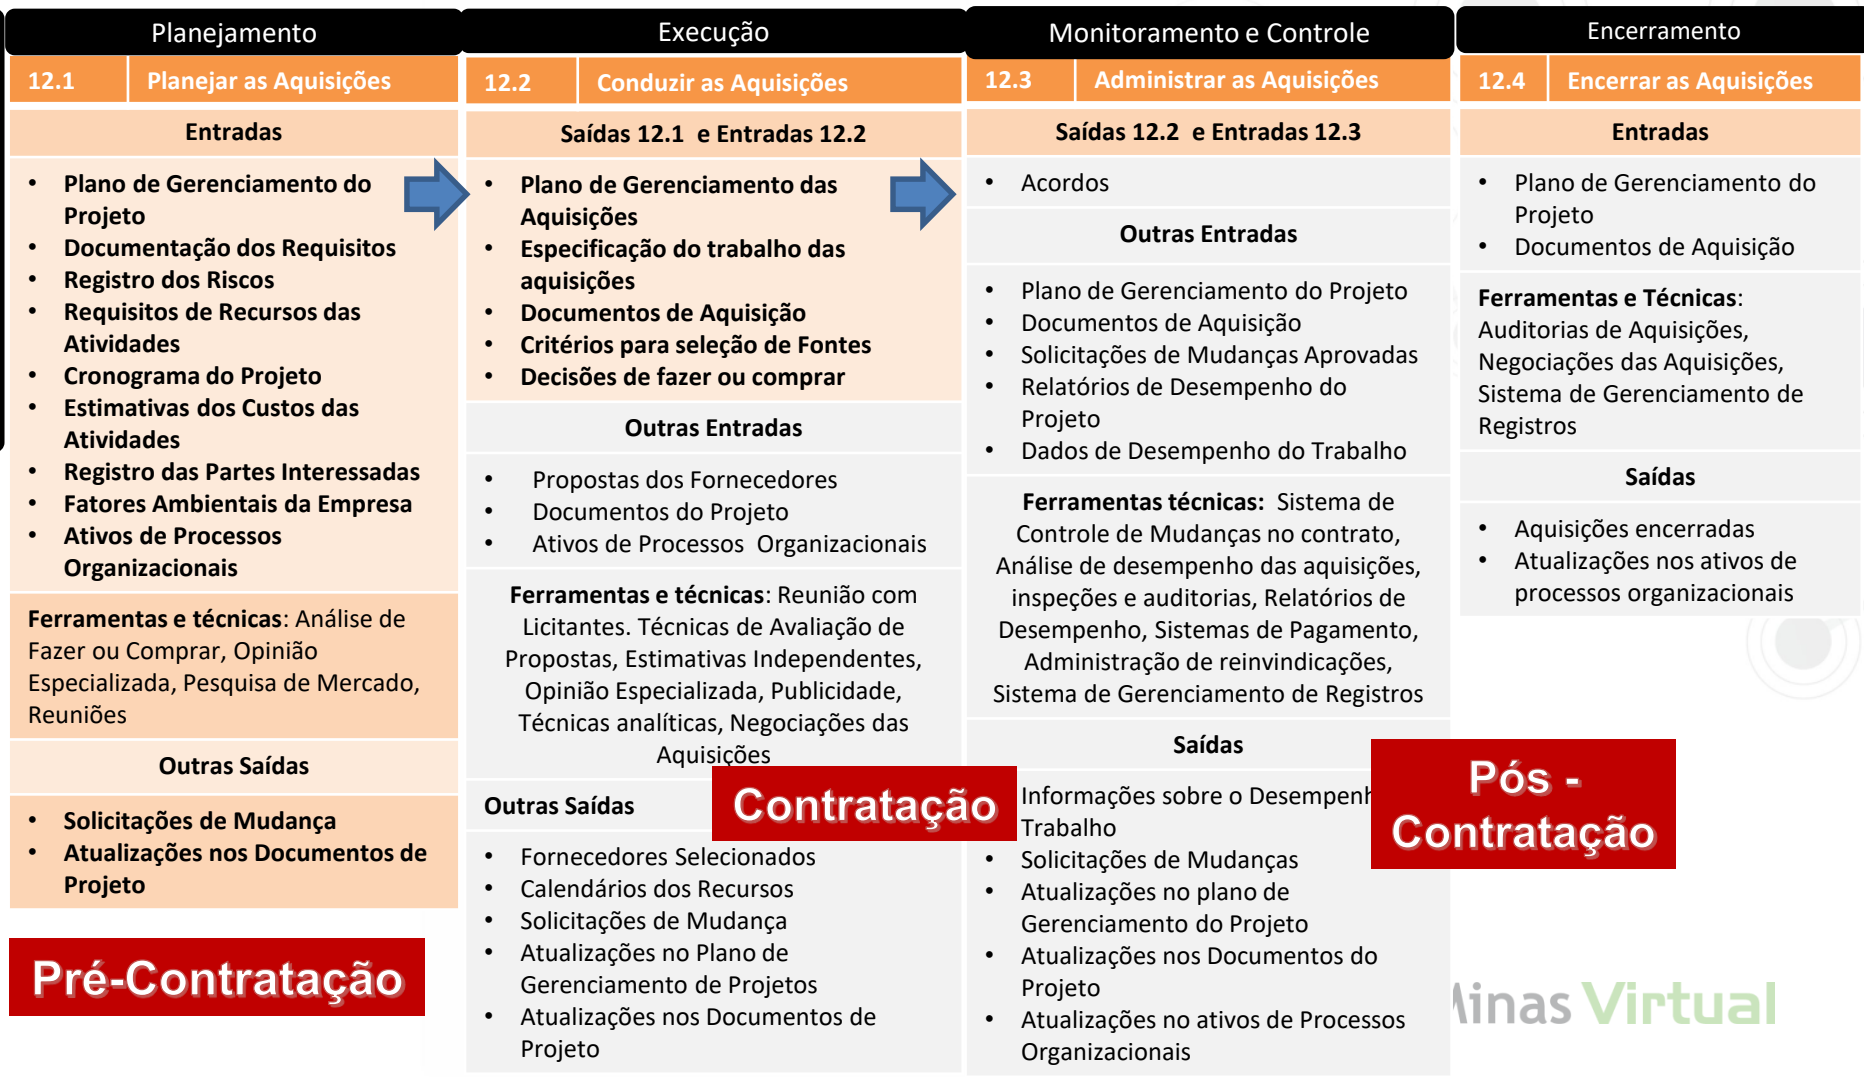 Planejamento
12.1 Planejar as Aquisições
Entradas
• Plano de Gerenciamento do
Projeto
• Documentação dos Requisitos
• Registro dos Riscos
• Requisitos de Recursos das
Atividades
• Cronograma do Projeto
• Estimativas dos Custos das
Atividades
• Registro das Partes Interessadas
• Fatores Ambientais da Empresa
• Ativos de Processos
Organizacionais
Ferramentas e técnicas: Análise de
Fazer ou Comprar, Opinião
Especializada, Pesquisa de Mercado,
Reuniões
Outras Saídas
• Solicitações de Mudança
• Atualizações nos Documentos de
Projeto
Pré-Contratação
Execução
12.2 Conduzir as Aquisições
Saídas 12.1 e Entradas 12.2
• Plano de Gerenciamento das
Aquisições
• Especificação do trabalho das
aquisições
• Documentos de Aquisição
• Critérios para seleção de Fontes
• Decisões de fazer ou comprar
Outras Entradas
• Propostas dos Fornecedores
• Documentos do Projeto
• Ativos de Processos Organizacionais
Ferramentas e técnicas: Reunião com
Licitantes. Técnicas de Avaliação de
Propostas, Estimativas Independentes,
Opinião Especializada, Publicidade,
Técnicas analíticas, Negociações das
Aquisições
Outras Saídas
• Fornecedores Selecionados
• Calendários dos Recursos
• Solicitações de Mudança
• Atualizações no Plano de
Gerenciamento de Projetos
• Atualizações nos Documentos de
Projeto
Contratação
Monitoramento e Controle
12.3 Administrar as Aquisições
Saídas 12.2 e Entradas 12.3
• Acordos
Outras Entradas
• Plano de Gerenciamento do Projeto
• Documentos de Aquisição
• Solicitações de Mudanças Aprovadas
• Relatórios de Desempenho do
Projeto
• Dados de Desempenho do Trabalho
Ferramentas técnicas: Sistema de
Controle de Mudanças no contrato,
Análise de desempenho das aquisições,
inspeções e auditorias, Relatórios de
Desempenho, Sistemas de Pagamento,
Administração de reinvindicações,
Sistema de Gerenciamento de Registros
Saídas
Informações sobre o
Trabalho
• Solicitações de Mudanças
• Atualizações no plano de
Gerenciamento do Projeto
• Atualizações nos Documentos do
Projeto
• Atualizações no ativos de Processos
Organizacionais
Encerramento
12.4 Encerrar as Aquisições
Entradas
• Plano de Gerenciamento do
Projeto
• Documentos de Aquisição
Ferramentas e Técnicas:
Auditorias de Aquisições,
Negociações das Aquisições,
Sistema de Gerenciamento de
Registros
Saídas
• Aquisições encerradas
• Atualizações nos ativos de
processos organizacionais
Pós -
Contratação
Virtual